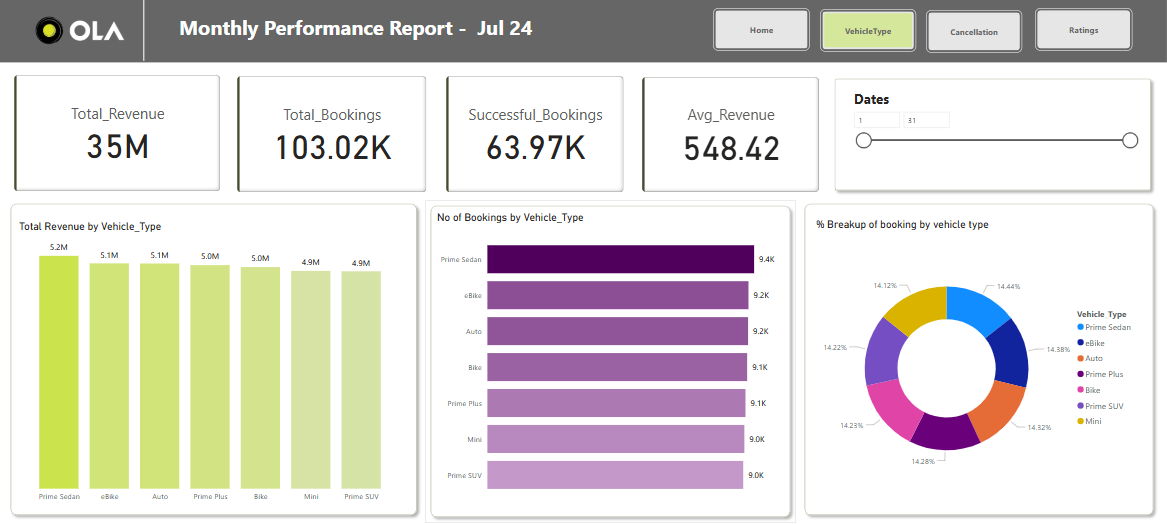 OLA
Monthly Performance Report - Jul 24
Home
VehicleType
Cancellation
Ratings
Total_Revenue
35M
Total_Bookings
103.02K
Successful_Bookings
63.97K
Avg_Revenue
548.42
Dates
1
31
Total Revenue by Vehicle_Type
5.2M
5.1M
5.1M
5.0M
5.0M
4.9M
4.9M
Prime Sedan
eBike
Auto
Prime Plus
Bike
Mini
Prime SUV
No of Bookings by Vehicle_Type
Prime Sedan
9.4K
eBike
9.2K
Auto
9.2K
Bike
9.1K
Prime Plus
9.1K
Mini
9.0K
Prime SUV
9.0K
% Breakup of booking by vehicle type
14.12%
14.44%
14.22%
14.38%
14.23%
14.32%
14.28%
Vehicle_Type
Prime Sedan
eBike
Auto
Prime Plus
Bike
Prime SUV
Mini